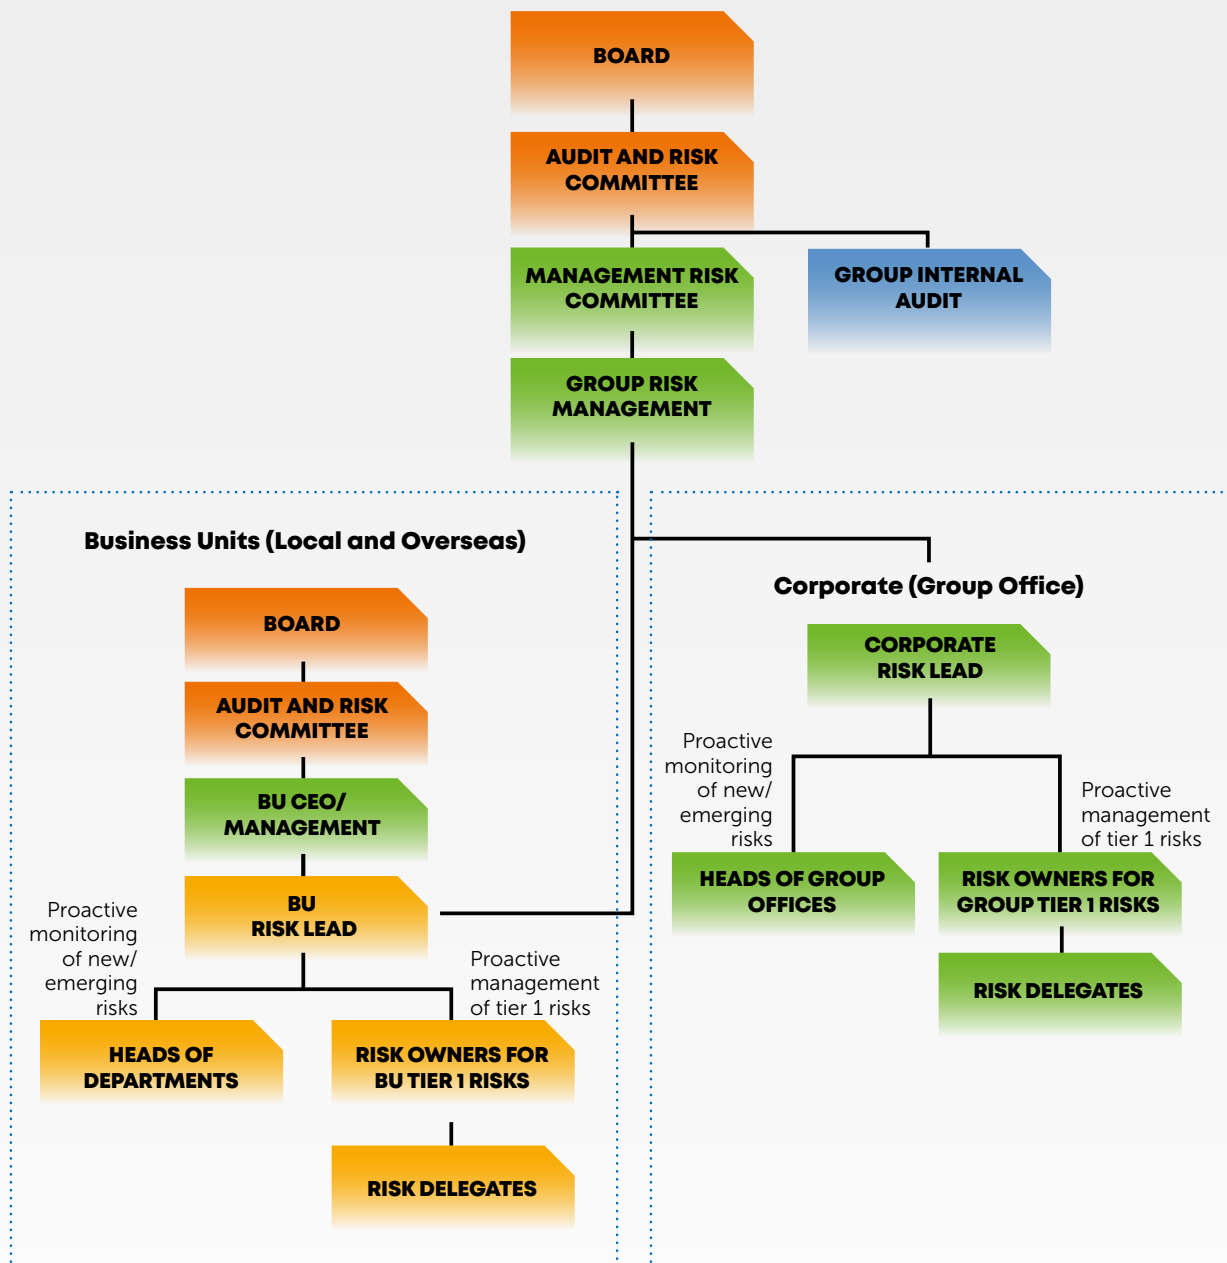 BOARD
AUDIT AND RISK
COMMITTEE
MANAGEMENT RISK
COMMITTEE
GROUP INTERNAL
AUDIT
GROUP RISK
MANAGEMENT
Business Units (Local and Overseas)
BOARD
AUDIT AND RISK
COMMITTEE
BU CEO/
MANAGEMENT
BU
RISK LEAD
Proactive
monitoring
of new/
emerging
risks
Proactive
management
of tier 1 risks
HEADS OF
DEPARTMENTS
RISK OWNERS FOR
BU TIER 1 RISKS
RISK DELEGATES
Corporate (Group Office)
CORPORATE
RISK LEAD
Proactive
monitoring
of new/
emerging
risks
Proactive
management
of tier 1 risks
HEADS OF GROUP
OFFICES
RISK OWNERS FOR
GROUP TIER 1 RISKS
RISK DELEGATES